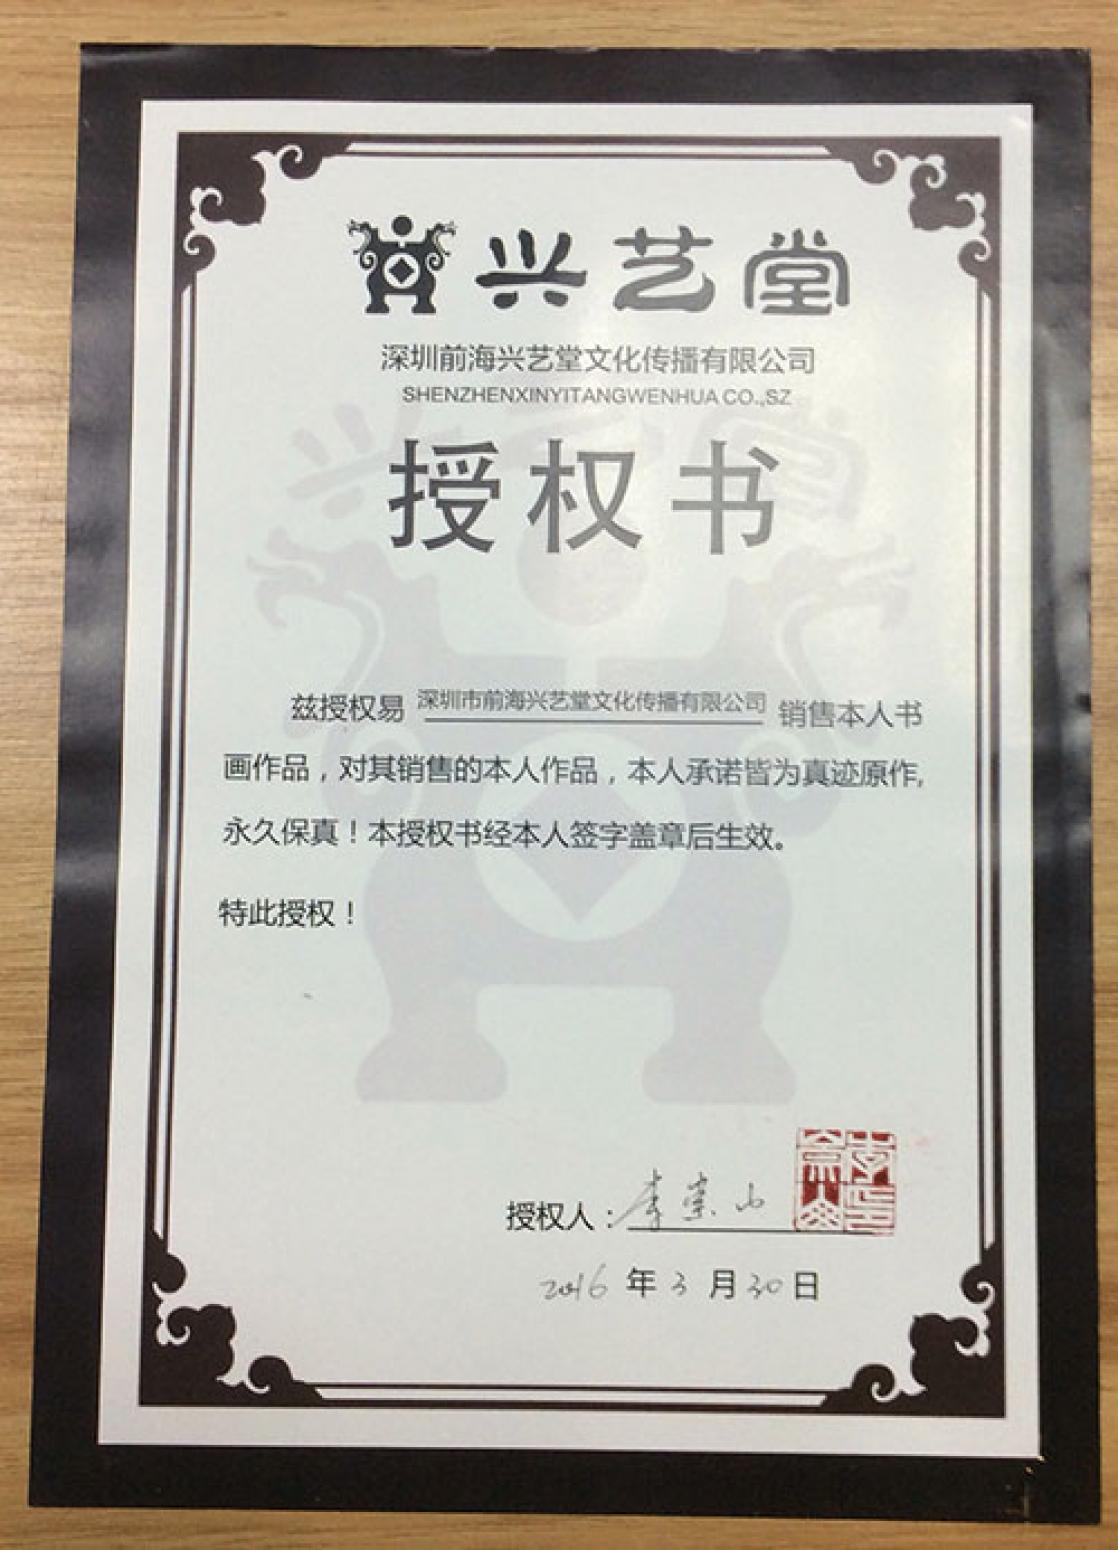 兴艺堂
深圳前海兴艺堂文化传播有限公司
SHENZHENXINYITANGWENHUA CO.,SZ
授权书
兹授权易 深圳市前海兴艺堂文化传播有限公司 销售本人书
画作品，对其销售的本人作品，本人承诺皆为真迹原作，
永久保真！本授权书经本人签字盖章后生效。
特此授权！
授权人：李崇山
2016 年 3 月 30 日